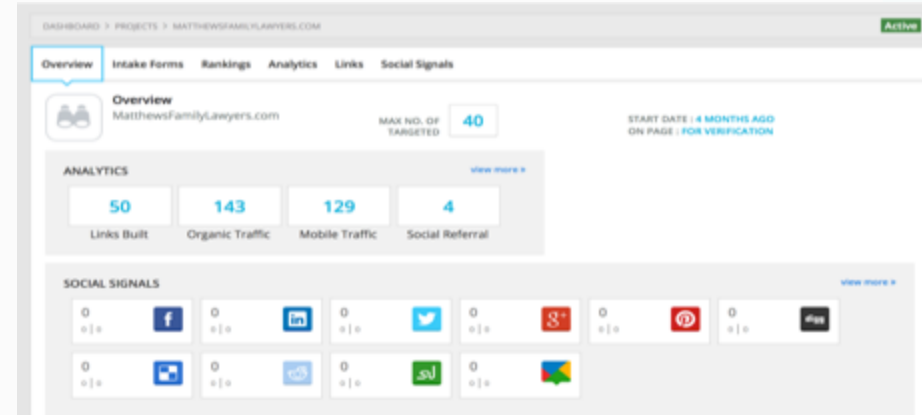 DASHBOARD > PROJECTS > MATTHEWSFAMILYLAWYERS.COM
Active
Overview Intake Forms Rankings Analytics Links Social Signals
Overview
MatthewsFamilyLawyers.com
MAX NO. OF
TARGETED
40
START DATE : 4 MONTHS AGO
ON PAGE : FOR VERIFICATION
ANALYTICS
view more »
50 143 129 4
Links Built Organic Traffic Mobile Traffic Social Referral
SOCIAL SIGNALS
view more »
0 f 0 in 0 0 g+ 0 0 digg
0|0 0|0 0|0 0|0 0|0 0|0
0 0 0 0
0|0 0|0 0|0 0|0